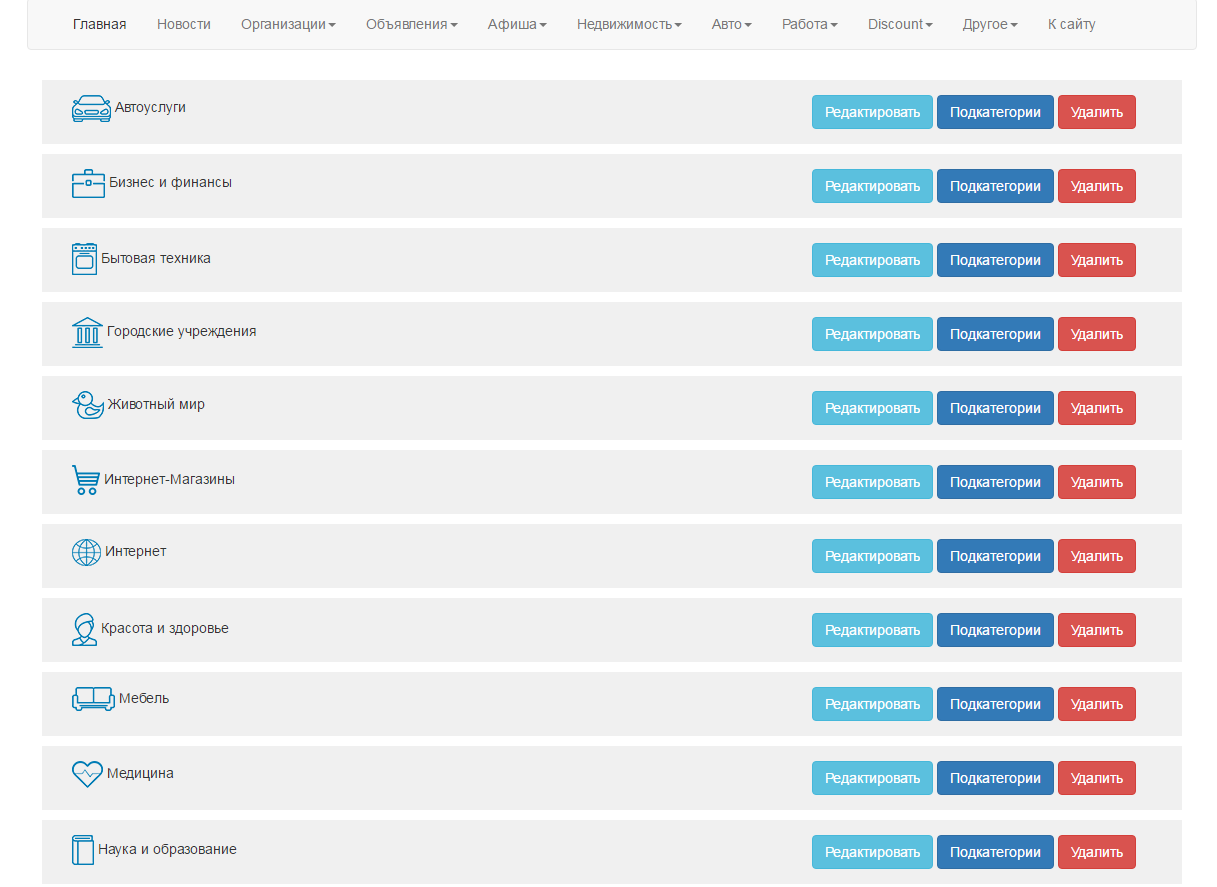 Главная Новости Организации Объявления Афиша Недвижимость Авто Работа Discount Другое К сайту
Автоуслуги Редактировать Подкатегории Удалить
Бизнес и финансы Редактировать Подкатегории Удалить
Бытовая техника Редактировать Подкатегории Удалить
Городские учреждения Редактировать Подкатегории Удалить
Животный мир Редактировать Подкатегории Удалить
Интернет-Магазины Редактировать Подкатегории Удалить
Интернет Редактировать Подкатегории Удалить
Красота и здоровье Редактировать Подкатегории Удалить
Мебель Редактировать Подкатегории Удалить
Медицина Редактировать Подкатегории Удалить
Наука и образование Редактировать Подкатегории Удалить